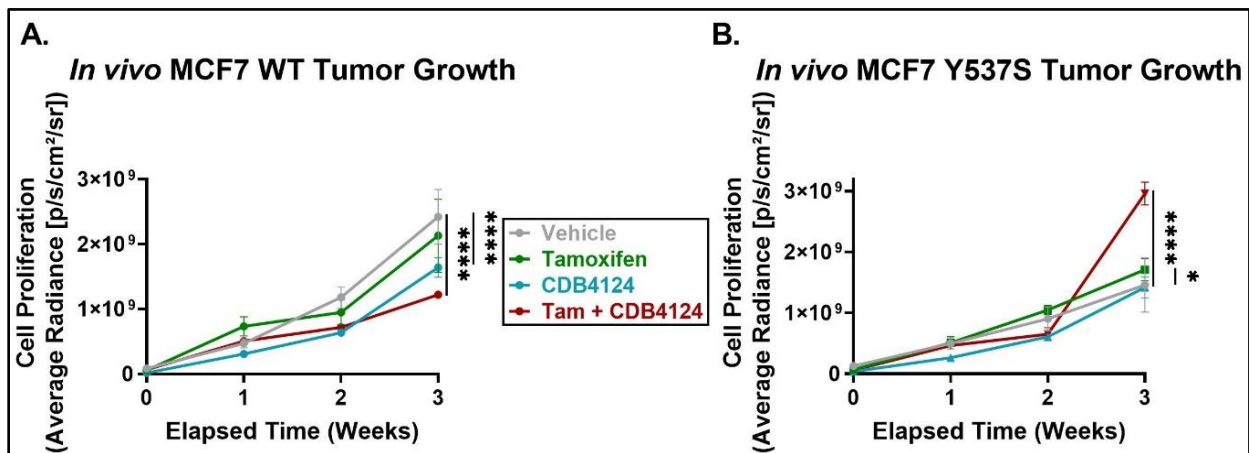 A.
In vivo MCF7 WT Tumor Growth
Cell Proliferation
(Average Radiance [p/s/cm²/sr])
3×10⁹
2×10⁹
1×10⁹
0
0 1 2 3
Elapsed Time (Weeks)
****
****
Vehicle
Tamoxifen
CDB4124
Tam + CDB4124
B.
In vivo MCF7 Y537S Tumor Growth
Cell Proliferation
(Average Radiance [p/s/cm²/sr])
3×10⁹
2×10⁹
1×10⁹
0
0 1 2 3
Elapsed Time (Weeks)
****
*